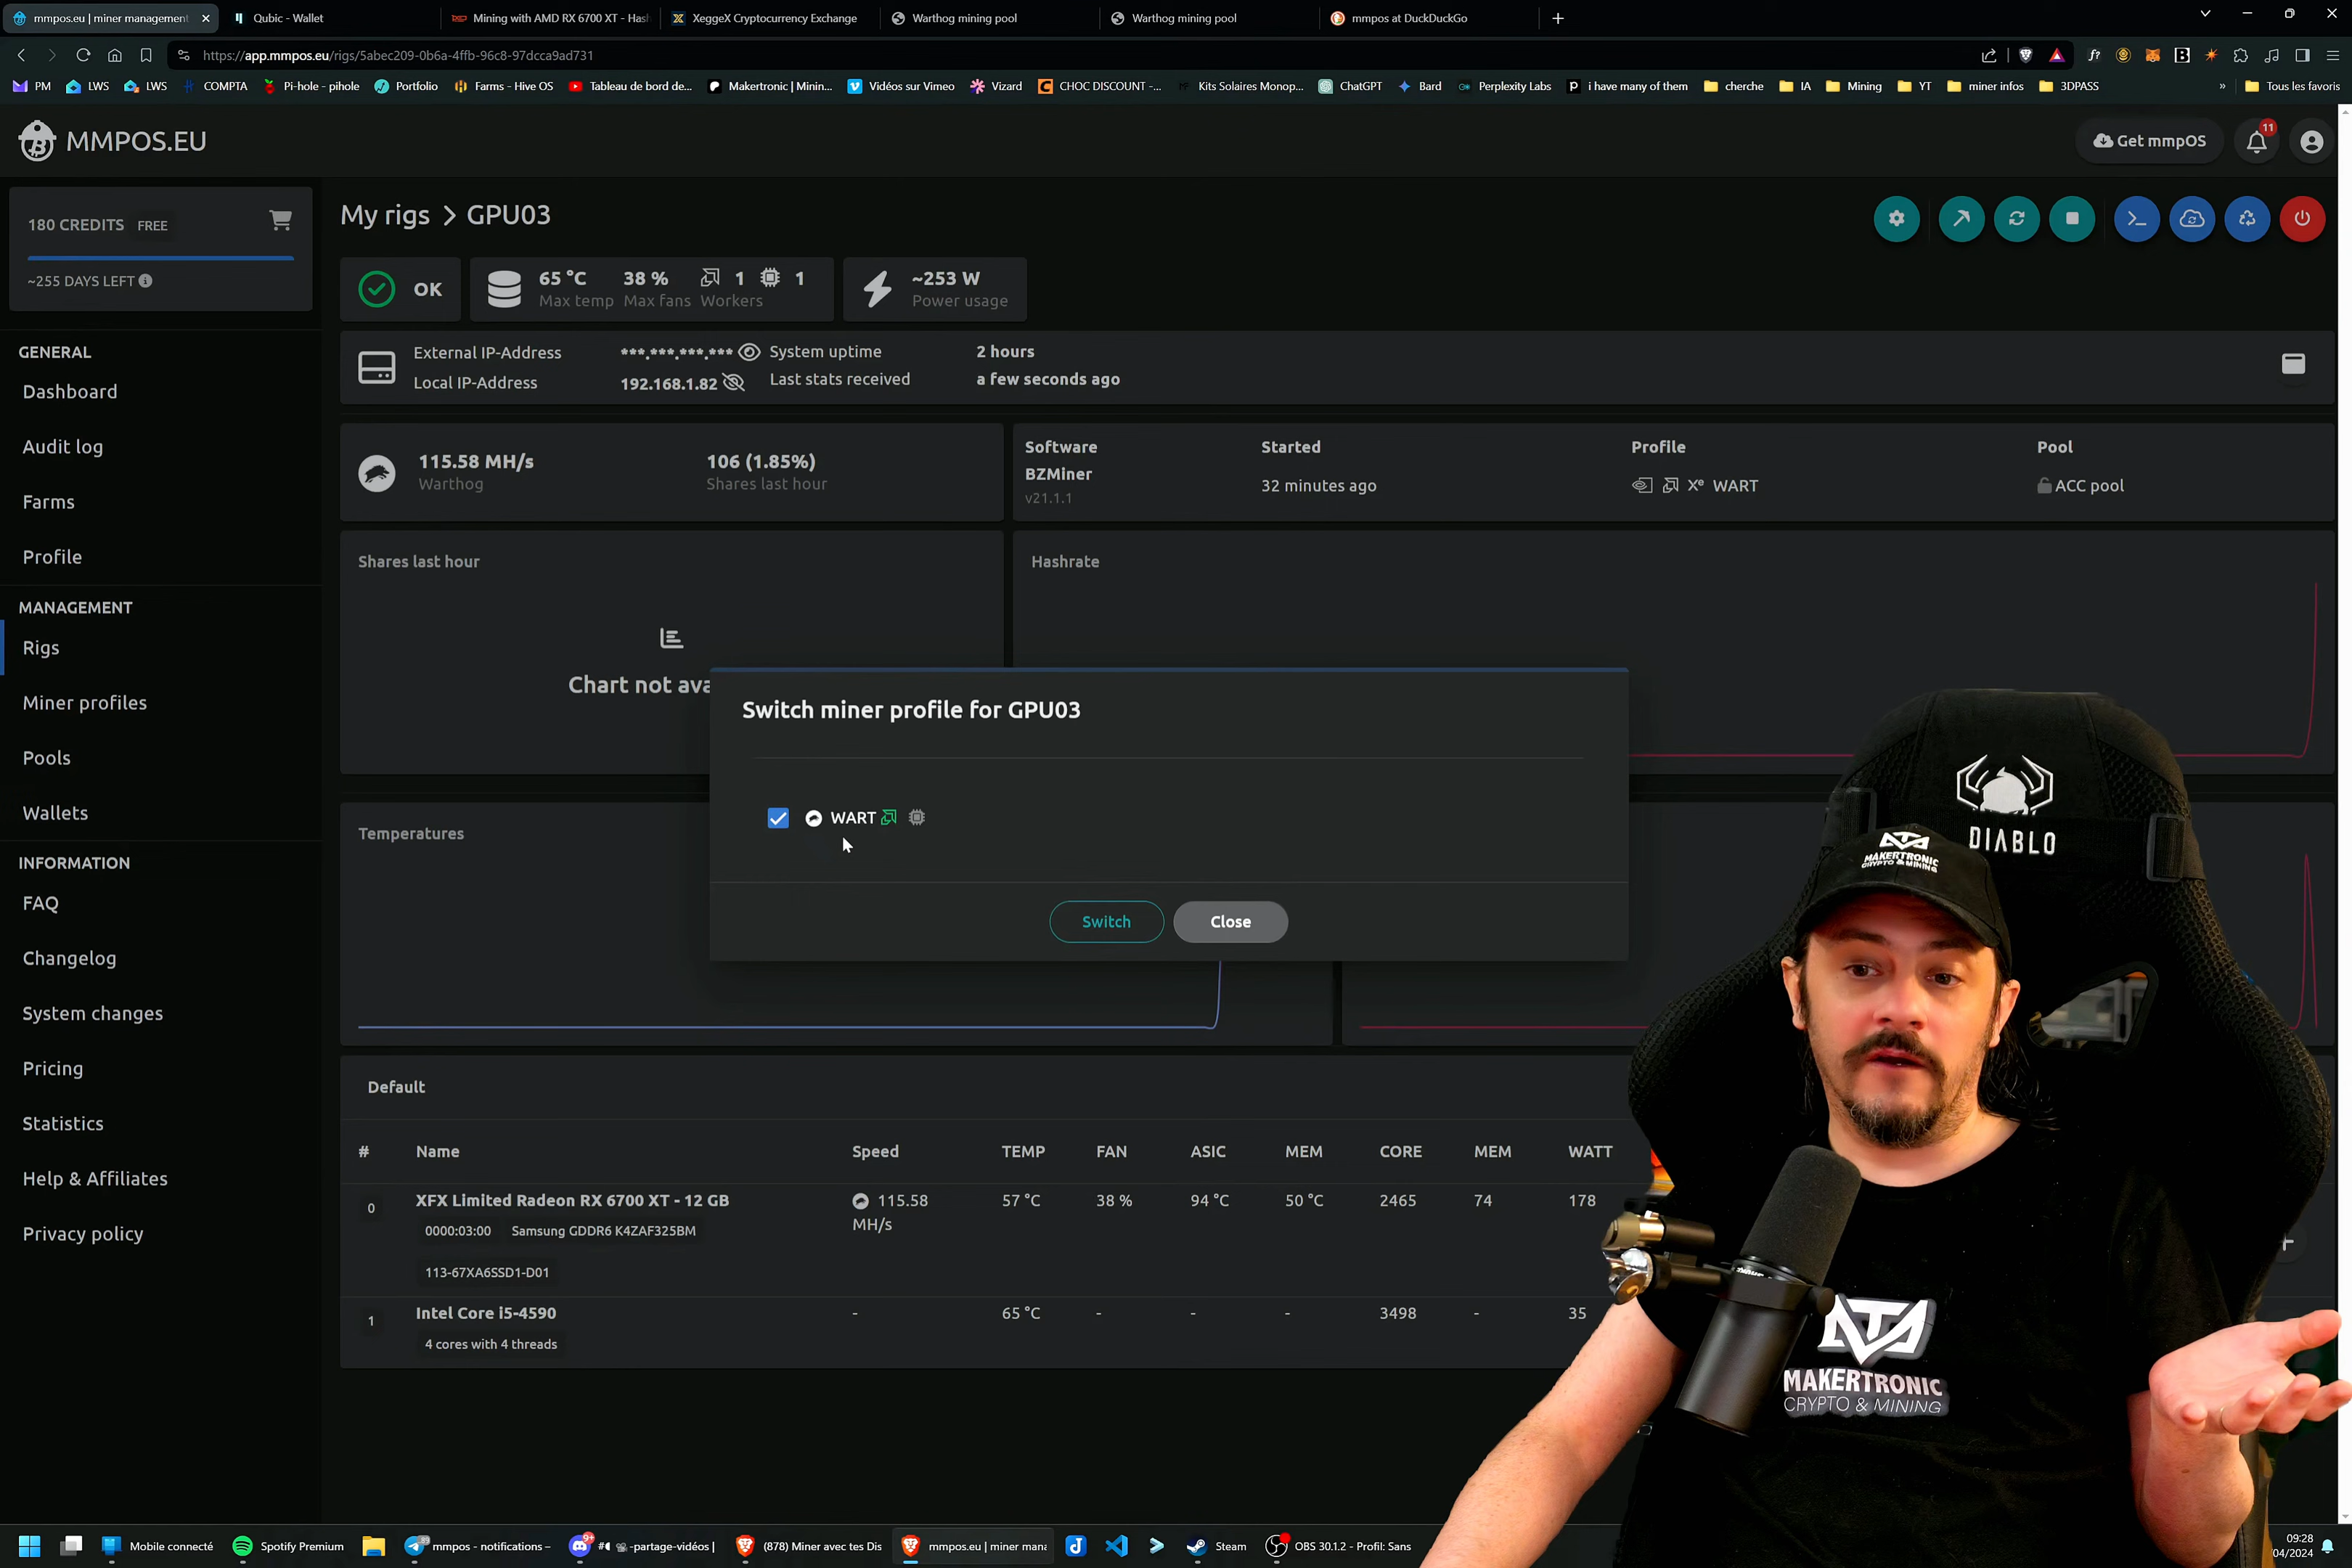 mmpos.eu | miner management
Qubic - Wallet
Mining with AMD RX 6700 XT - Hash
XeggeX Cryptocurrency Exchange
Warthog mining pool
Warthog mining pool
mmpos at DuckDuckGo
https://app.mmpos.eu/rigs/5abec209-0b6a-4ffb-96c8-97dcca9ad731
PM
LWS
LWS
COMPTA
Pi-hole - pihole
Portfolio
Farms - Hive OS
Tableau de bord de...
Makertronic | Minin...
Vidéos sur Vimeo
Vizard
CHOC DISCOUNT -...
Kits Solaires Monop...
ChatGPT
Bard
Perplexity Labs
i have many of them
cherche
IA
Mining
YT
miner infos
3DPASS
»
Tous les favoris
MMPOS.EU
Get mmpOS
11
180 CREDITS FREE
~255 DAYS LEFT
GENERAL
Dashboard
Audit log
Farms
Profile
MANAGEMENT
Rigs
Miner profiles
Pools
Wallets
INFORMATION
FAQ
Changelog
System changes
Pricing
Statistics
Help & Affiliates
Privacy policy
My rigs > GPU03
OK
65 °C
Max temp
38 %
Max fans
1 1
Workers
~253 W
Power usage
External IP-Address ***.***.***.***
Local IP-Address 192.168.1.82
System uptime 2 hours
Last stats received a few seconds ago
115.58 MH/s
Warthog
106 (1.85%)
Shares last hour
Software
BZMiner
v21.1.1
Started
32 minutes ago
Profile
Xe WART
Pool
ACC pool
Shares last hour
Chart not ava
Hashrate
Switch miner profile for GPU03
WART
Switch
Close
Temperatures
Default
# Name Speed TEMP FAN ASIC MEM CORE MEM WATT
0 XFX Limited Radeon RX 6700 XT - 12 GB 115.58 MH/s 57 °C 38 % 94 °C 50 °C 2465 74 178
0000:03:00 Samsung GDDR6 K4ZAF325BM
113-67XA6SSD1-D01
1 Intel Core i5-4590 - 65 °C - - - 3498 - 35
4 cores with 4 threads
DIABLO
MAKERTRONIC
CRYPTO & MINING
MAKERTRONIC
CRYPTO & MINING
Mobile connecté
Spotify Premium
mmpos - notifications –
9+
-partage-vidéos |
(878) Miner avec tes Dis
mmpos.eu | miner mana
Steam
OBS 30.1.2 - Profil: Sans
09:28
04/2024